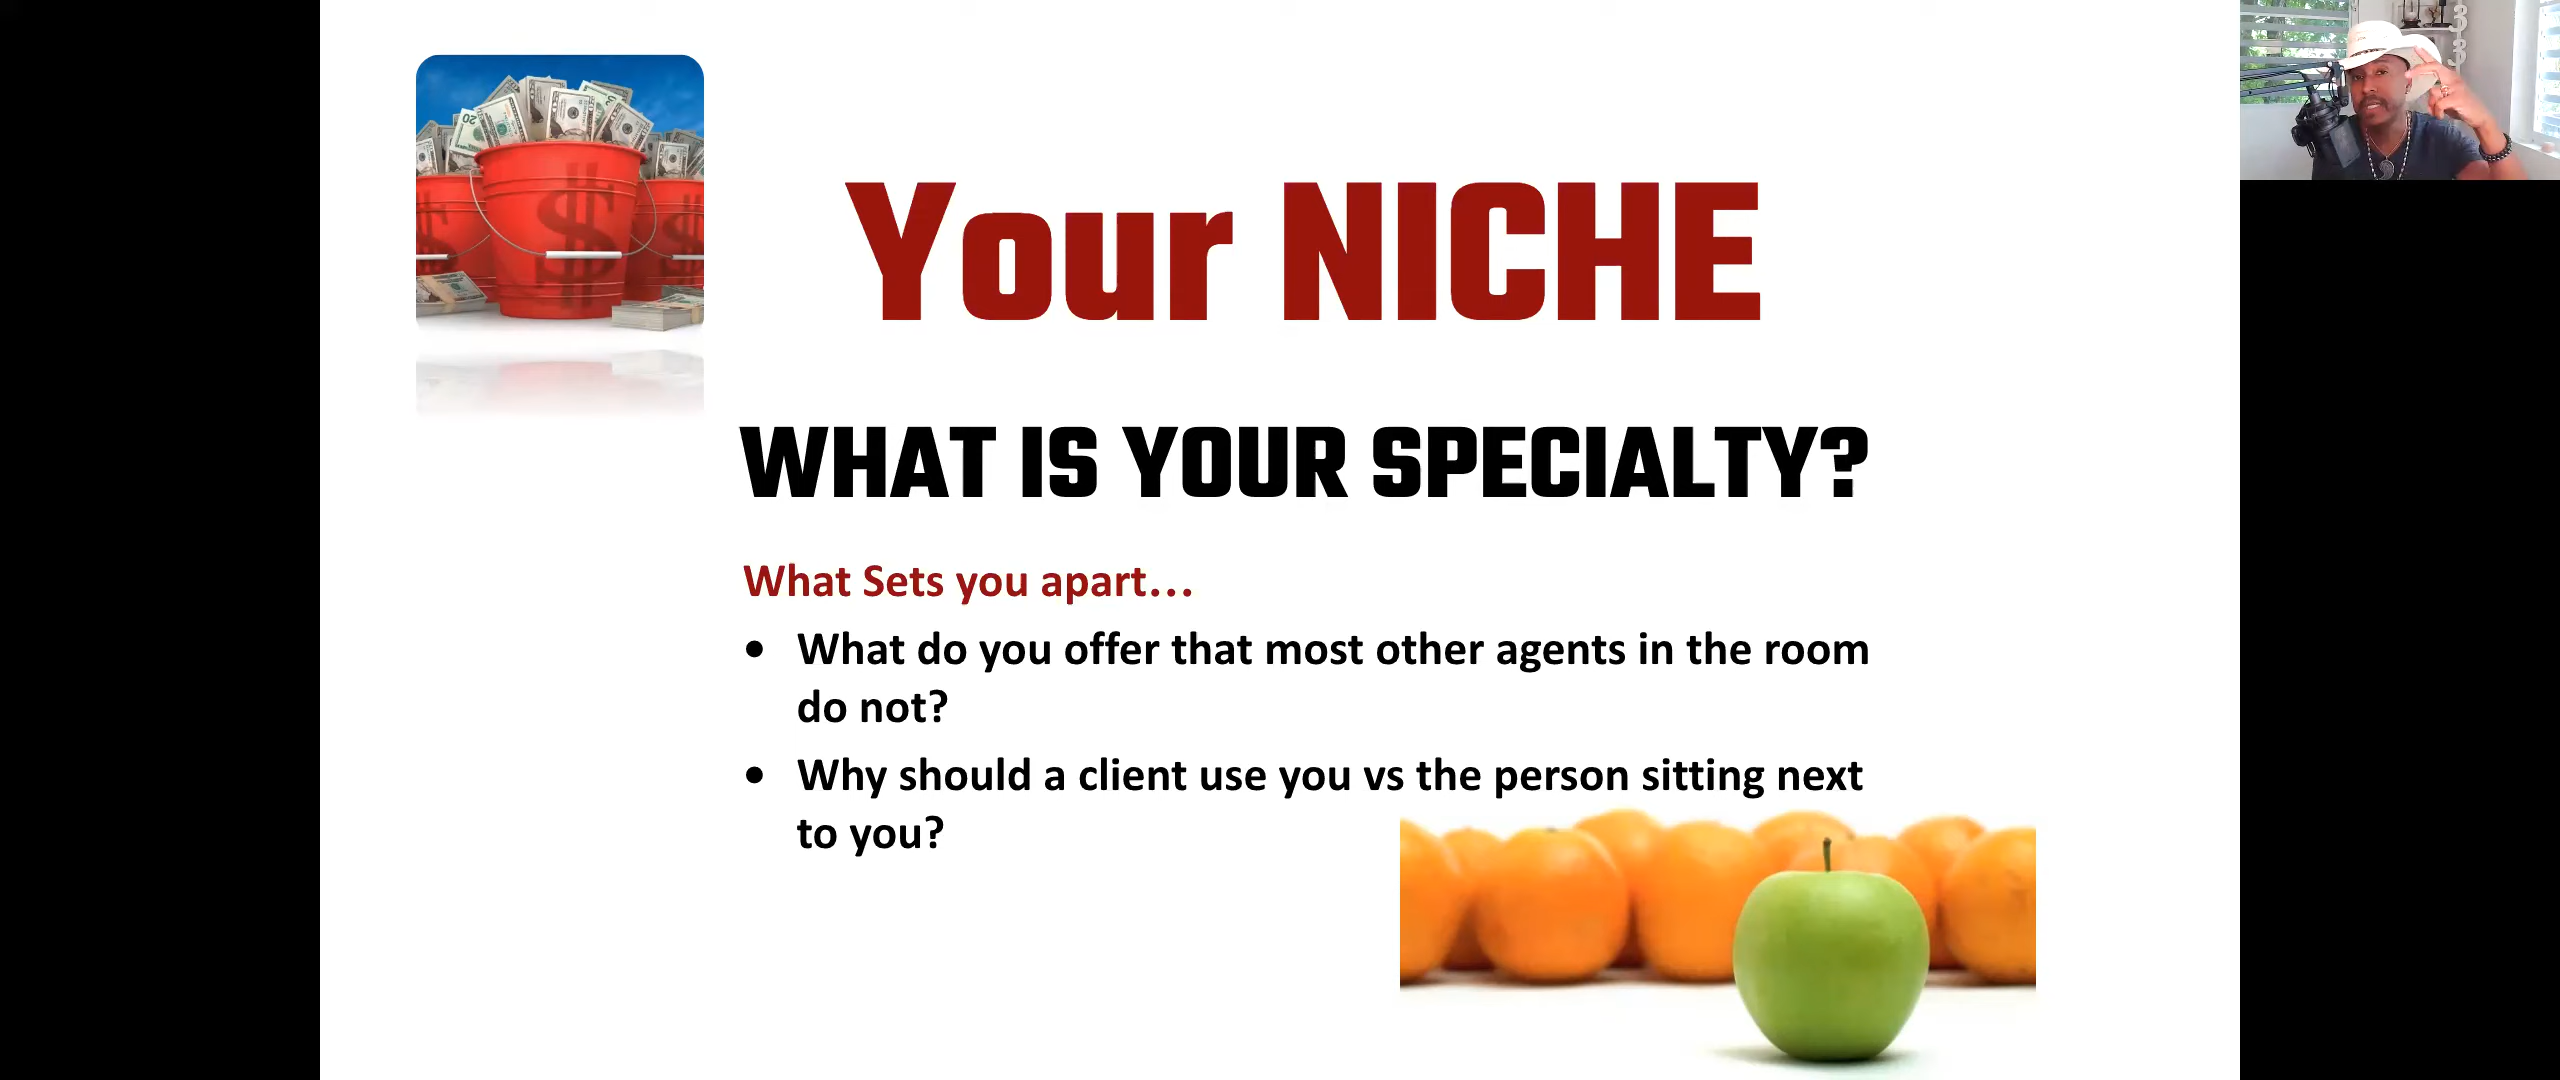 Your NICHE
WHAT IS YOUR SPECIALTY?
What Sets you apart...
• What do you offer that most other agents in the room
do not?
• Why should a client use you vs the person sitting next
to you?